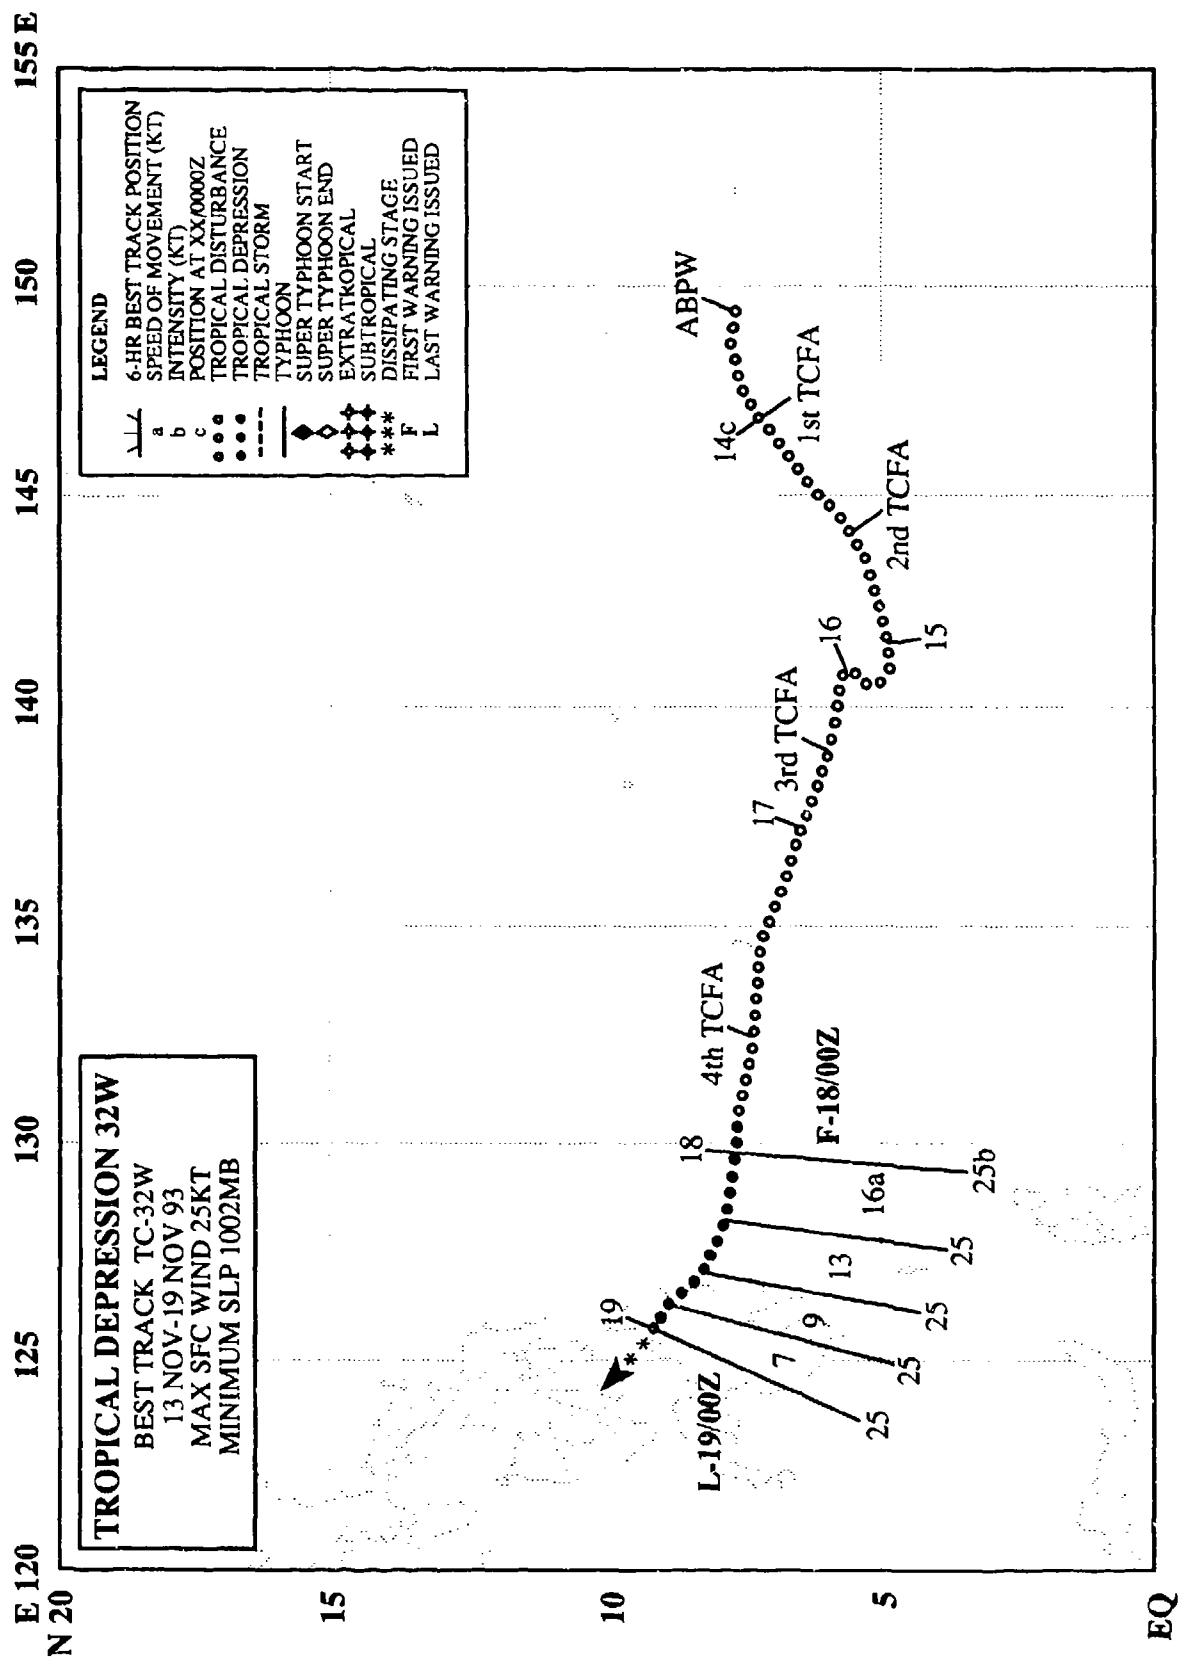 TROPICAL DEPRESSION 32W
BEST TRACK TC-32W
13 NOV-19 NOV 93
MAX SFC WIND 25KT
MINIMUM SLP 1002MB
LEGEND
6-HR BEST TRACK POSITION
a SPEED OF MOVEMENT (KT)
b INTENSITY (KT)
c POSITION AT XX/0000Z
TROPICAL DISTURBANCE
TROPICAL DEPRESSION
TROPICAL STORM
TYPHOON
SUPER TYPHOON START
SUPER TYPHOON END
EXTRATROPICAL
SUBTROPICAL
*** DISSIPATING STAGE
F FIRST WARNING ISSUED
L LAST WARNING ISSUED
E 120
125
130
135
140
145
150
155 E
N 20
15
10
5
EQ
ABPW
14c
1st TCFA
2nd TCFA
15
16
3rd TCFA
17
4th TCFA
18
F-18/00Z
25b
16a
25
13
25
9
25
7
19
L-19/00Z
25